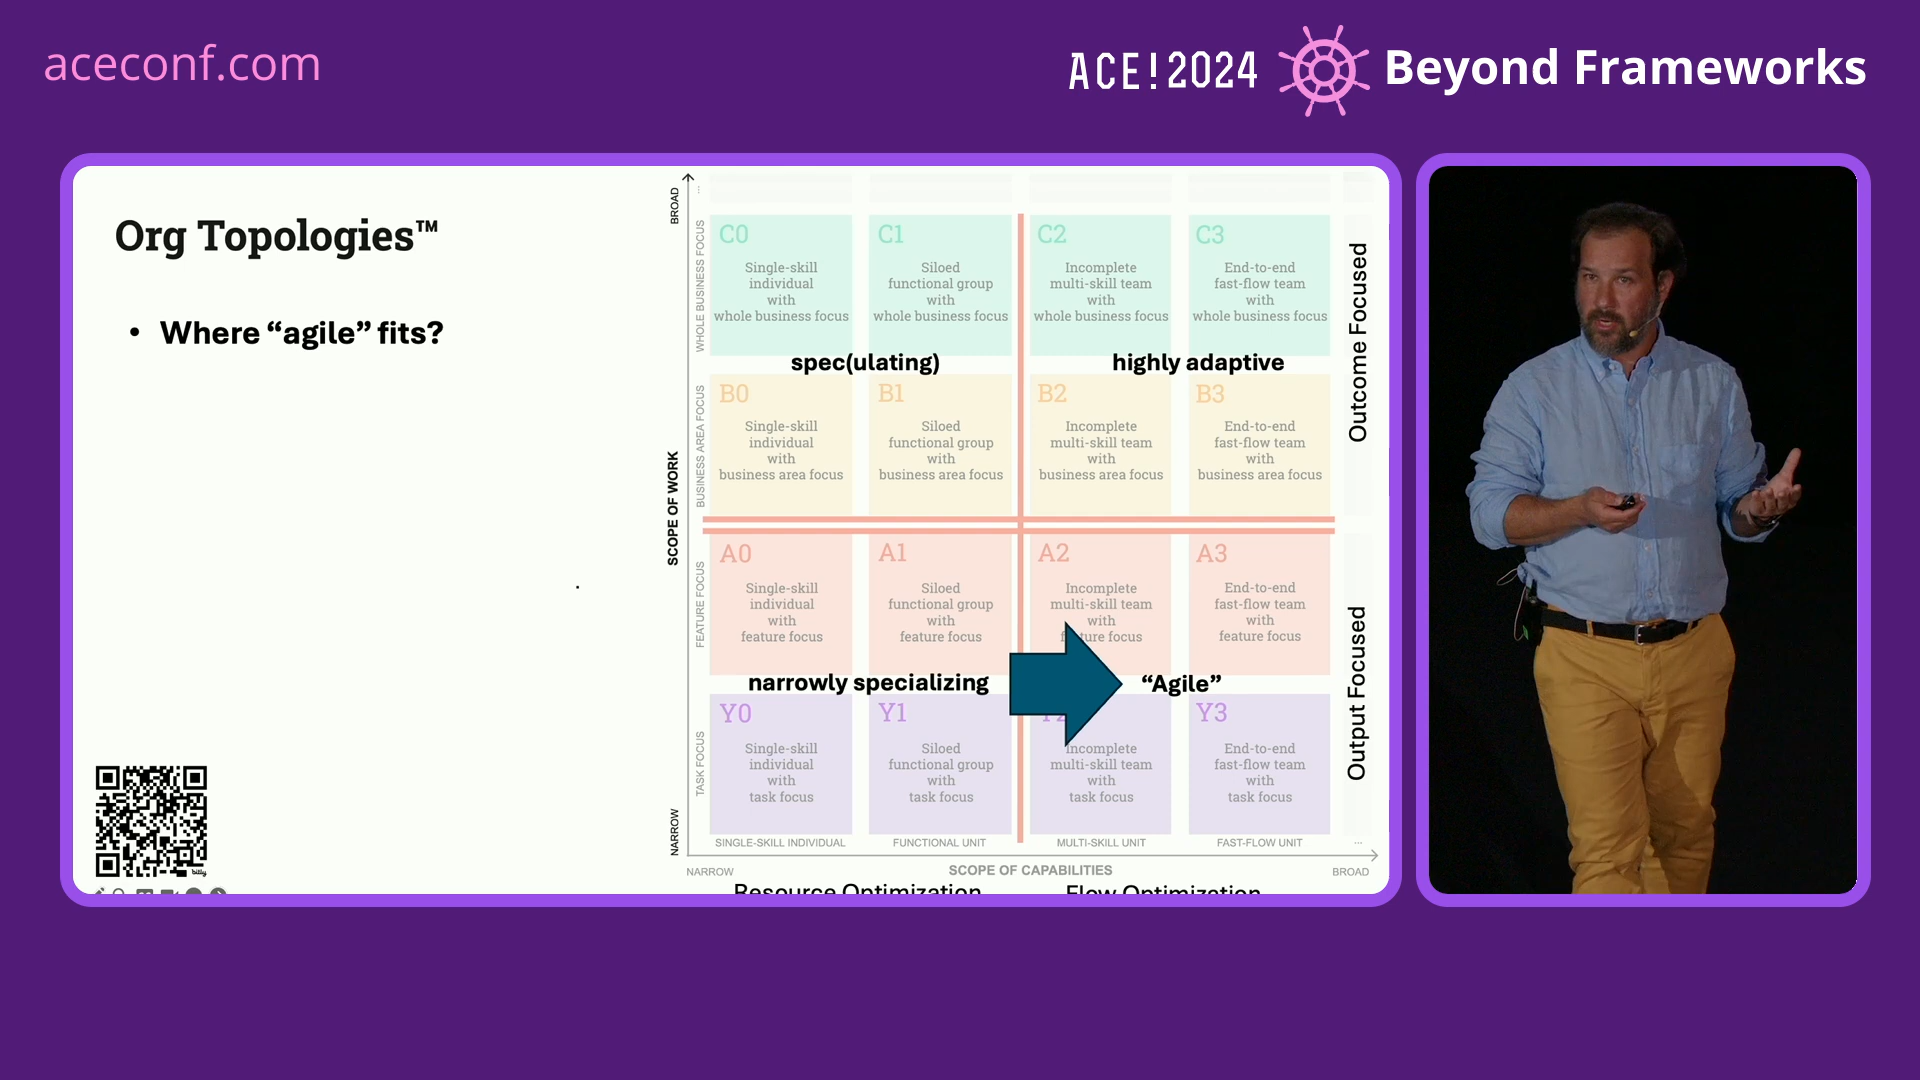 aceconf.com
ACE!2024
Beyond Frameworks
Org Topologies™
• Where “agile” fits?
BROAD
...
WHOLE BUSINESS FOCUS
BUSINESS AREA FOCUS
SCOPE OF WORK
FEATURE FOCUS
TASK FOCUS
NARROW
C0
Single-skill
individual
with
whole business focus
C1
Siloed
functional group
with
whole business focus
C2
Incomplete
multi-skill team
with
whole business focus
C3
End-to-end
fast-flow team
with
whole business focus
spec(ulating)
highly adaptive
Outcome Focused
B0
Single-skill
individual
with
business area focus
B1
Siloed
functional group
with
business area focus
B2
Incomplete
multi-skill team
with
business area focus
B3
End-to-end
fast-flow team
with
business area focus
A0
Single-skill
individual
with
feature focus
A1
Siloed
functional group
with
feature focus
A2
Incomplete
multi-skill team
with
feature focus
A3
End-to-end
fast-flow team
with
feature focus
narrowly specializing
“Agile”
Output Focused
Y0
Single-skill
individual
with
task focus
Y1
Siloed
functional group
with
task focus
Y2
Incomplete
multi-skill team
with
task focus
Y3
End-to-end
fast-flow team
with
task focus
SINGLE-SKILL INDIVIDUAL
FUNCTIONAL UNIT
MULTI-SKILL UNIT
FAST-FLOW UNIT
...
NARROW
SCOPE OF CAPABILITIES
BROAD
Resource Optimization
Flow Optimization
bitly